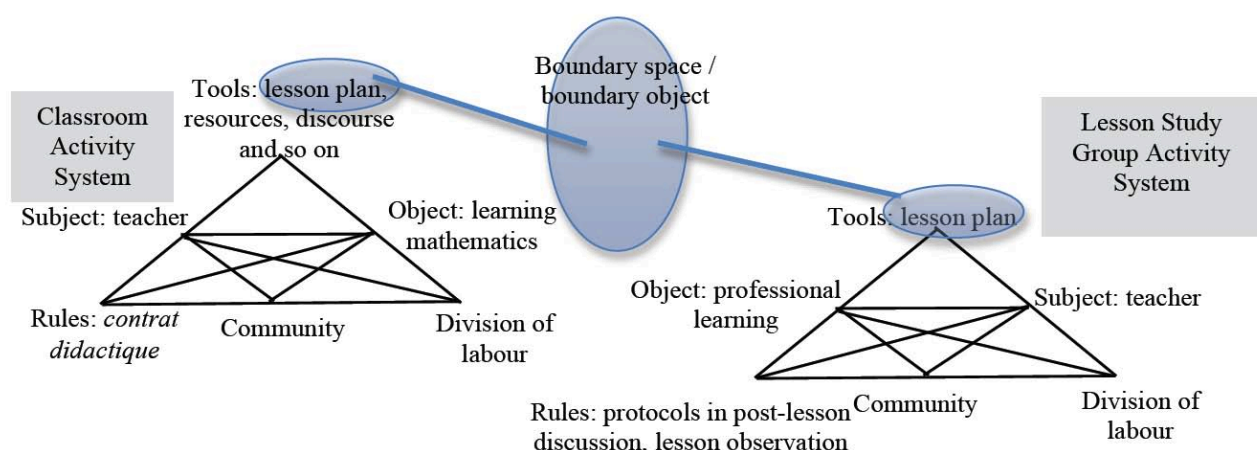 Classroom
Activity
System
Tools: lesson plan,
resources, discourse
and so on
Subject: teacher
Object: learning
mathematics
Rules: contrat
didactique
Community
Division of
labour
Boundary space /
boundary object
Lesson Study
Group Activity
System
Tools: lesson plan
Object: professional
learning
Subject: teacher
Rules: protocols in post-lesson
discussion, lesson observation
Community
Division of
labour